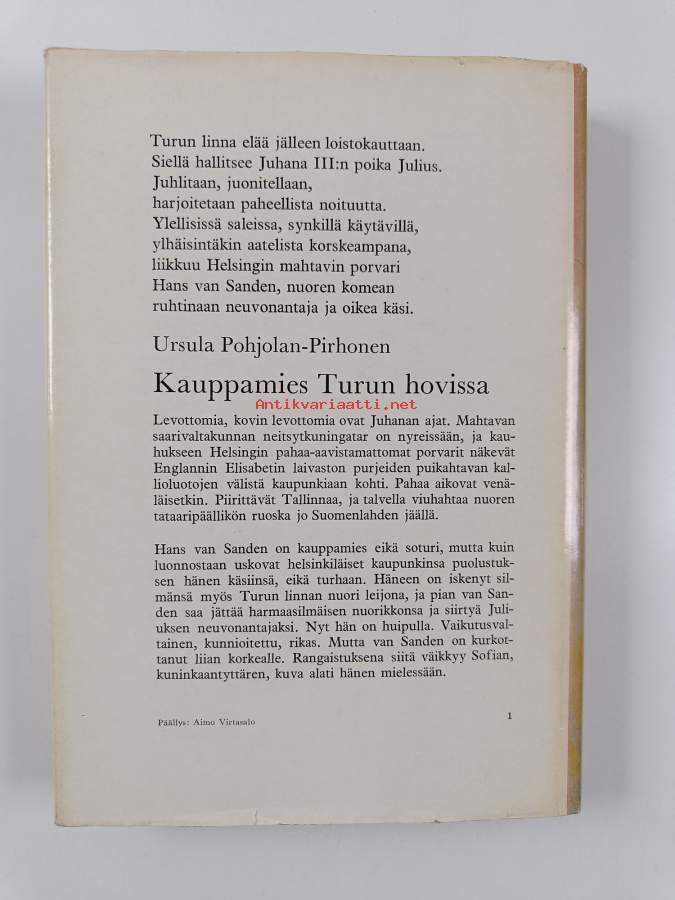 Turun linna elää jälleen loistokauttaan.
Siellä hallitsee Juhana III:n poika Julius.
Juhlitaan, juonitellaan,
harjoitetaan paheellista noituutta.
Ylellisissä saleissa, synkillä käytävillä,
ylhäisintäkin aatelista korskeampana,
liikkuu Helsingin mahtavin porvari
Hans van Sanden, nuoren komean
ruhtinaan neuvonantaja ja oikea käsi.
Ursula Pohjolan-Pirhonen
Kauppamies Turun hovissa
Antikvariaatti.net
Levottomia, kovin levottomia ovat Juhanan ajat. Mahtavan
saarivaltakunnan neitsytkuningatar on nyreissään, ja kau-
hukseen Helsingin pahaa-aavistamattomat porvarit näkevät
Englannin Elisabetin laivaston purjeiden puikahtavan kal-
lioluotojen välistä kaupunkiaan kohti. Pahaa aikovat venä-
läisetkin. Piirittävät Tallinnaa, ja talvella viuhahtaa nuoren
tataaripäällikön ruoska jo Suomenlahden jäällä.
Hans van Sanden on kauppamies eikä soturi, mutta kuin
luonnostaan uskovat helsinkiläiset kaupunkinsa puolustuk-
sen hänen käsiinsä, eikä turhaan. Häneen on iskenyt sil-
mänsä myös Turun linnan nuori leijona, ja pian van San-
den saa jättää harmaasilmäisen nuorikkonsa ja siirtyä Juli-
uksen neuvonantajaksi. Nyt hän on huipulla. Vaikutusval-
tainen, kunnioitettu, rikas. Mutta van Sanden on kurkot-
tanut liian korkealle. Rangaistuksena siitä väikkyy Sofian,
kuninkaantyttären, kuva alati hänen mielessään.
Päällys: Aimo Virtasalo
1